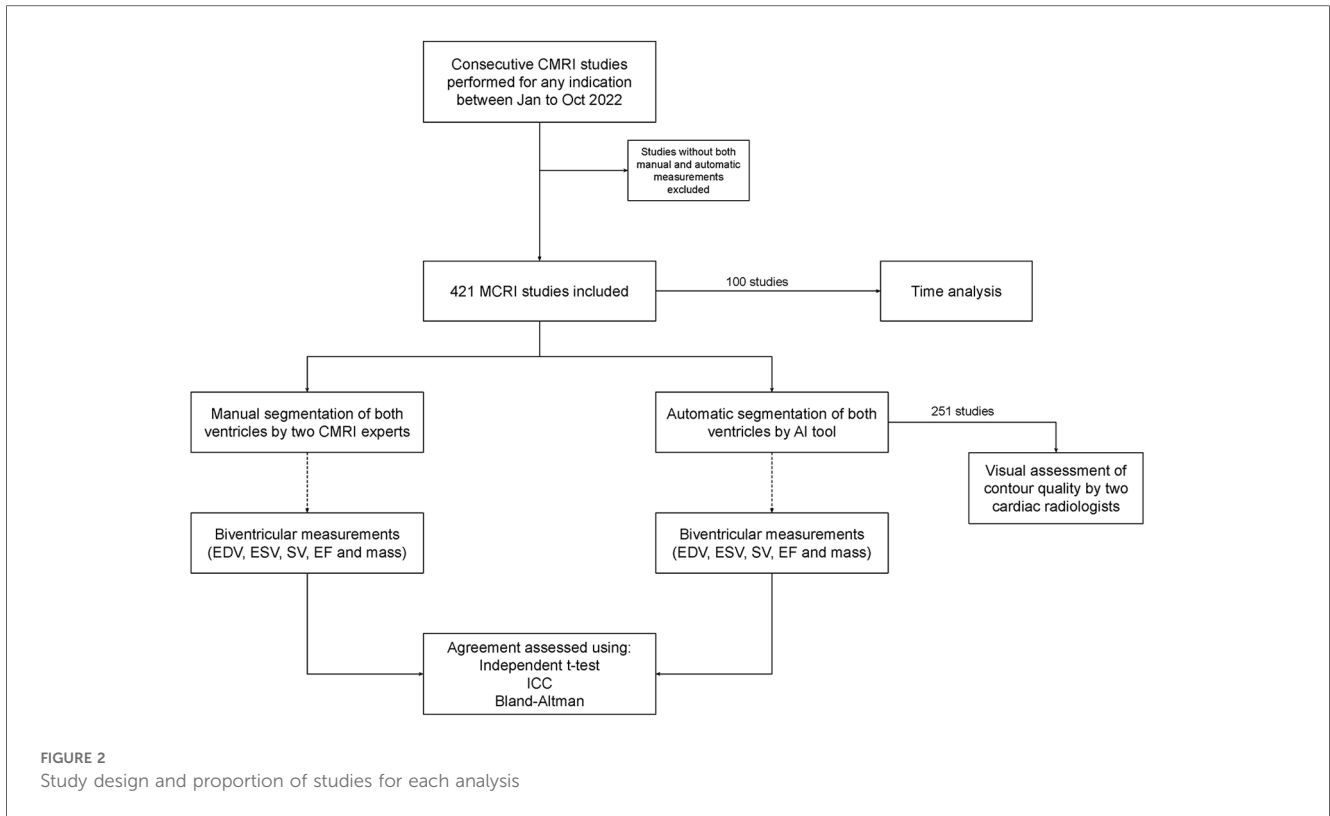 Consecutive CMRI studies
performed for any indication
between Jan to Oct 2022
Studies without both
manual and automatic
measurements
excluded
421 MCRI studies included
100 studies
Time analysis
Manual segmentation of both
ventricles by two CMRI experts
Automatic segmentation of both
ventricles by AI tool
251 studies
Visual assessment of
contour quality by two
cardiac radiologists
Biventricular measurements
(EDV, ESV, SV, EF and mass)
Biventricular measurements
(EDV, ESV, SV, EF and mass)
Agreement assessed using:
Independent t-test
ICC
Bland-Altman
FIGURE 2
Study design and proportion of studies for each analysis